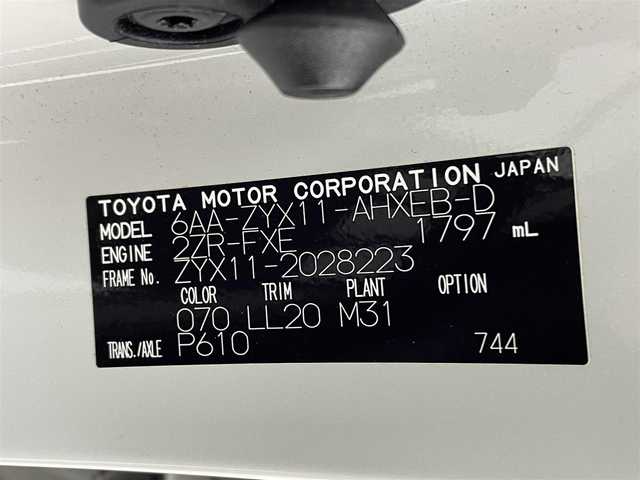 TOYOTA MOTOR CORPORATION JAPAN
MODEL 6AA-ZYX11-AHXEB-D
ENGINE 2ZR-FXE 1797 mL
FRAME No. ZYX11-2028223
COLOR TRIM PLANT OPTION
070 LL20 M31
TRANS./AXLE P610 744